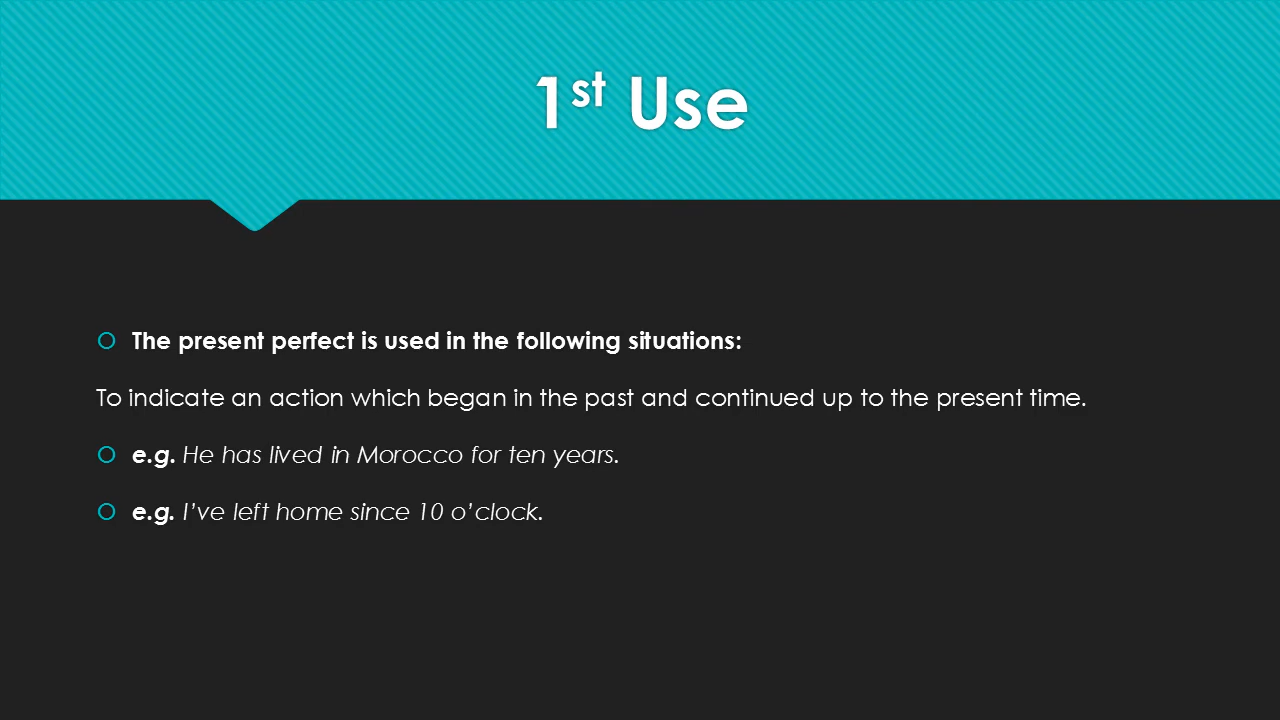 1st Use
The present perfect is used in the following situations:
To indicate an action which began in the past and continued up to the present time.
e.g. He has lived in Morocco for ten years.
e.g. I’ve left home since 10 o’clock.